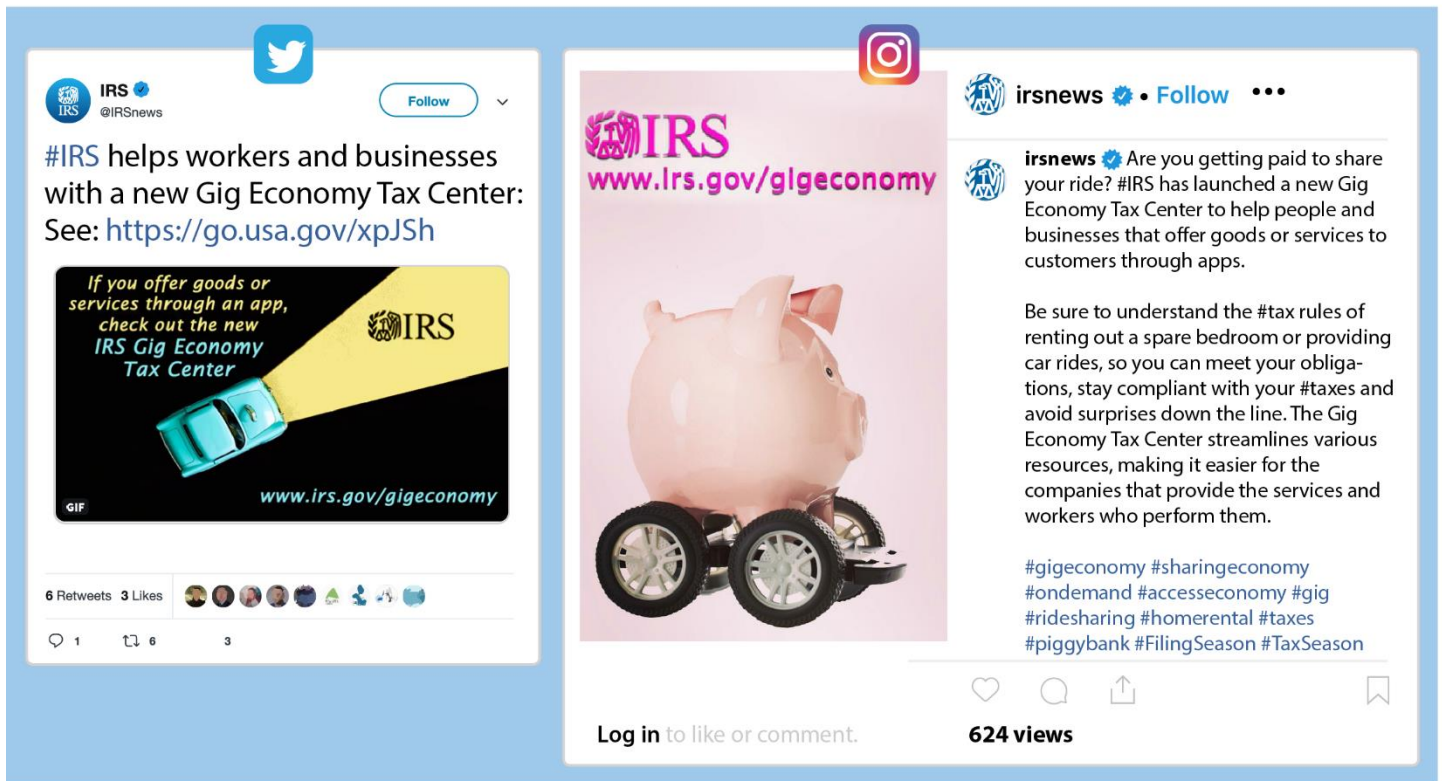 IRS
IRS
@IRSnews
Follow
#IRS helps workers and businesses
with a new Gig Economy Tax Center:
See: https://go.usa.gov/xpJSh
If you offer goods or
services through an app,
check out the new
IRS Gig Economy
Tax Center
IRS
www.irs.gov/gigeconomy
GIF
6 Retweets 3 Likes
1 6 3
IRS
www.irs.gov/gigeconomy
irsnews • Follow •••
irsnews Are you getting paid to share
your ride? #IRS has launched a new Gig
Economy Tax Center to help people and
businesses that offer goods or services to
customers through apps.
Be sure to understand the #tax rules of
renting out a spare bedroom or providing
car rides, so you can meet your obliga-
tions, stay compliant with your #taxes and
avoid surprises down the line. The Gig
Economy Tax Center streamlines various
resources, making it easier for the
companies that provide the services and
workers who perform them.
#gigeconomy #sharingeconomy
#ondemand #accesseconomy #gig
#ridesharing #homerental #taxes
#piggybank #FilingSeason #TaxSeason
Log in to like or comment.
624 views